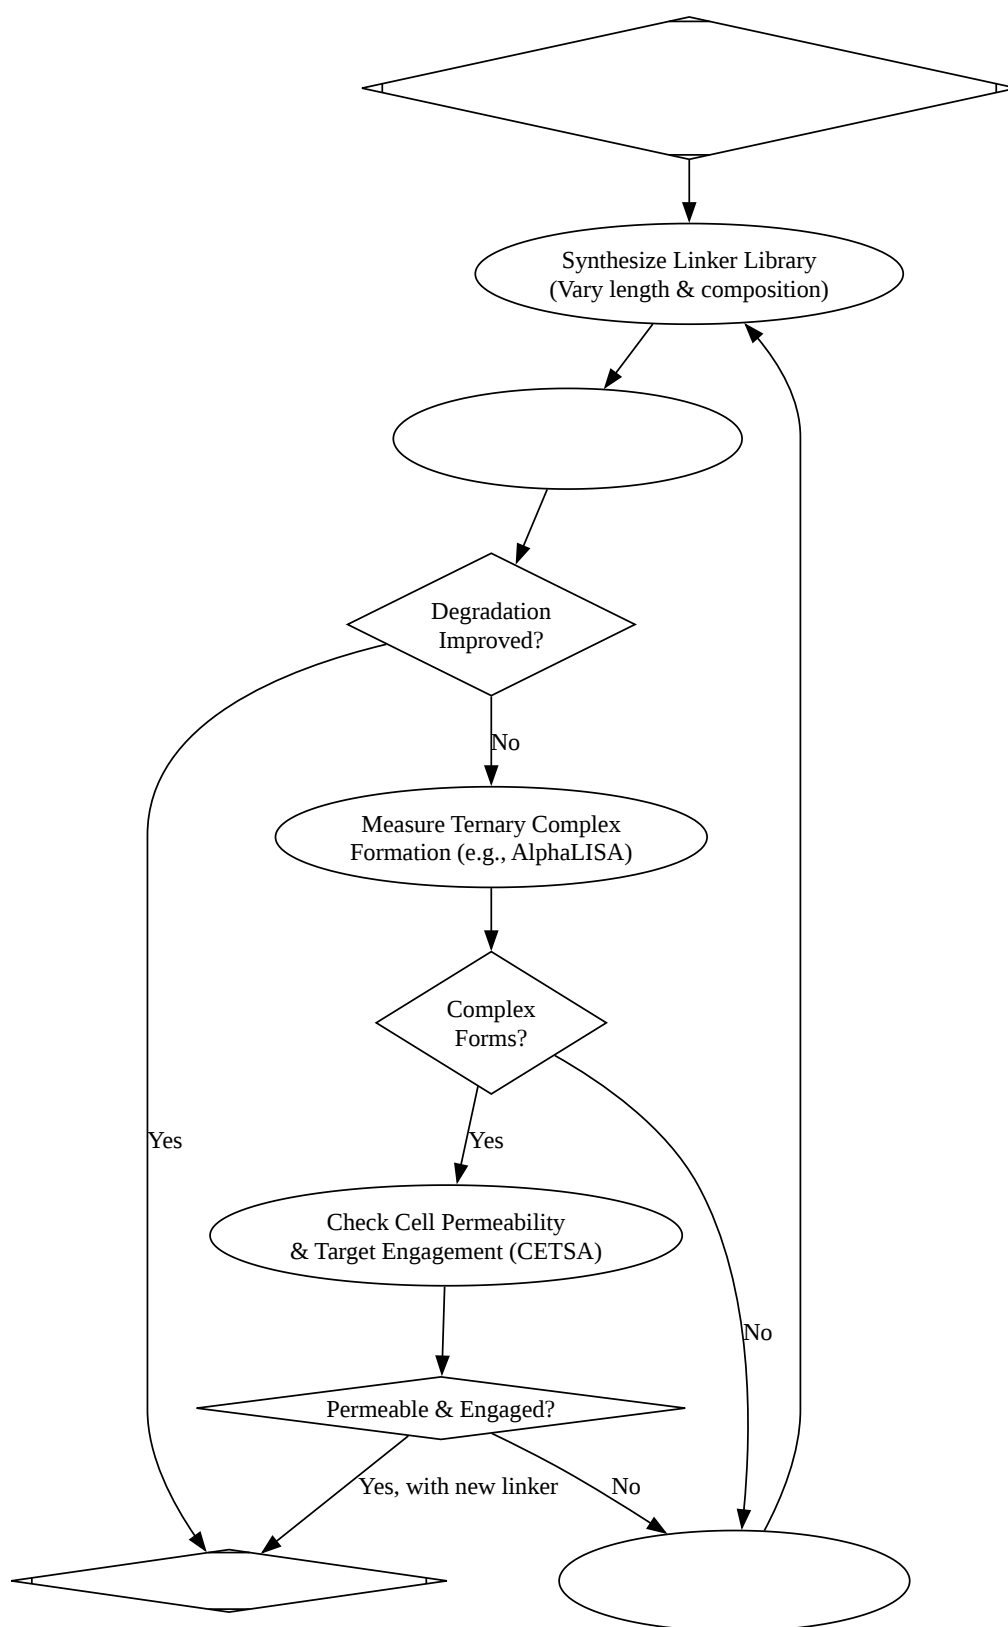 Synthesize Linker Library
(Vary length & composition)
Degradation
Improved?
No
Measure Ternary Complex
Formation (e.g., AlphaLISA)
Complex
Forms?
Yes
Yes
Check Cell Permeability
& Target Engagement (CETSA)
No
Permeable & Engaged?
Yes, with new linker
No